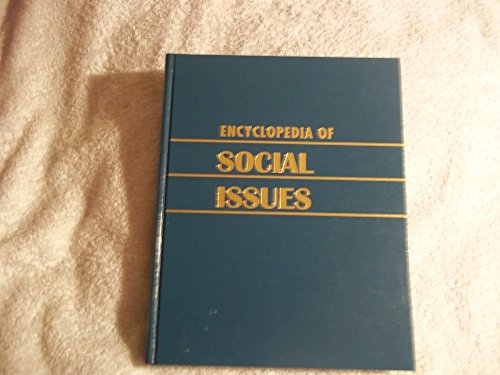 ENCYCLOPEDIA OF
SOCIAL
ISSUES